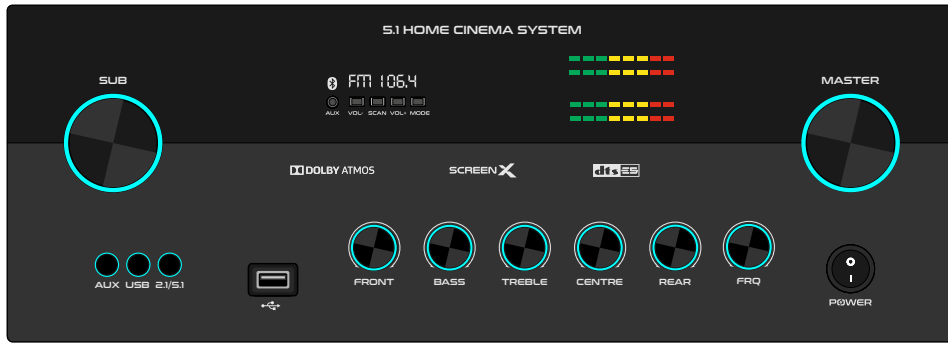 5.1 HOME CINEMA SYSTEM
SUB
MASTER
FM 106.4
AUX VOL- SCAN VOL+ MODE
DOLBY ATMOS
SCREENX
dts ES
AUX USB 2.1/5.1
FRONT BASS TREBLE CENTRE REAR FRQ
POWER